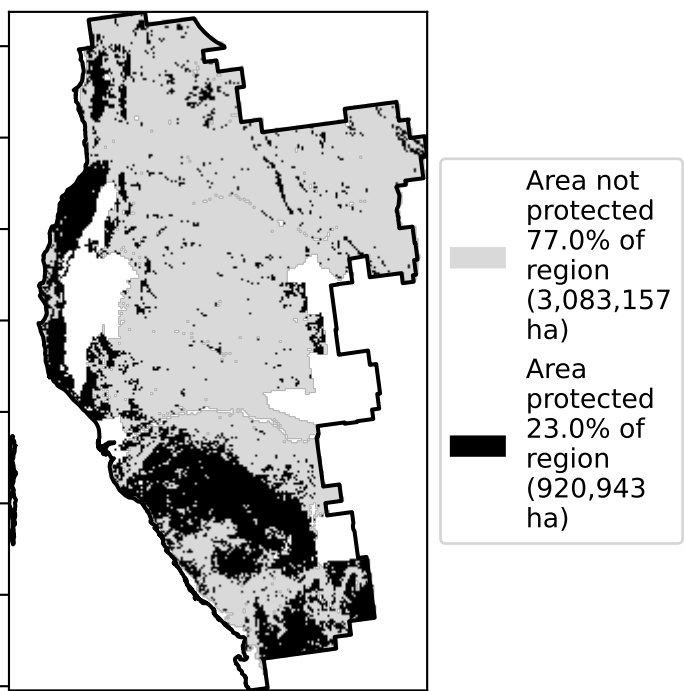 Area not
protected
77.0% of
region
(3,083,157
ha)
Area
protected
23.0% of
region
(920,943
ha)